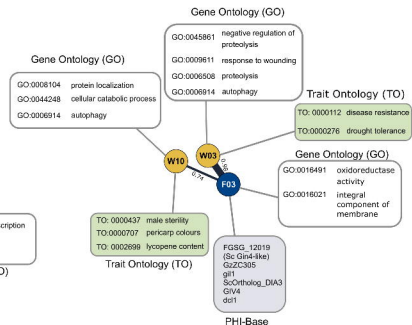 Gene Ontology (GO)
GO:0045861 negative regulation of
proteolysis
GO:0009611 response to wounding
GO:0006508 proteolysis
GO:0006914 autophagy
Gene Ontology (GO)
GO:0008104 protein localization
GO:0044248 cellular catabolic process
GO:0006914 autophagy
Trait Ontology (TO)
TO: 0000112 disease resistance
TO: 0000276 drought tolerance
W10
W03
F03
0.74
Gene Ontology (GO)
GO:0016491 oxidoreductase
activity
GO:0016021 integral
component of
membrane
TO: 0000437 male sterility
TO:0000707 pericarp colours
TO: 0002699 lycopene content
Trait Ontology (TO)
cription
O)
FGSG_12019
(Sc Gin4-like)
GzZC305
gil1
ScOrtholog_DIA3
GIV4
dcl1
PHI-Base